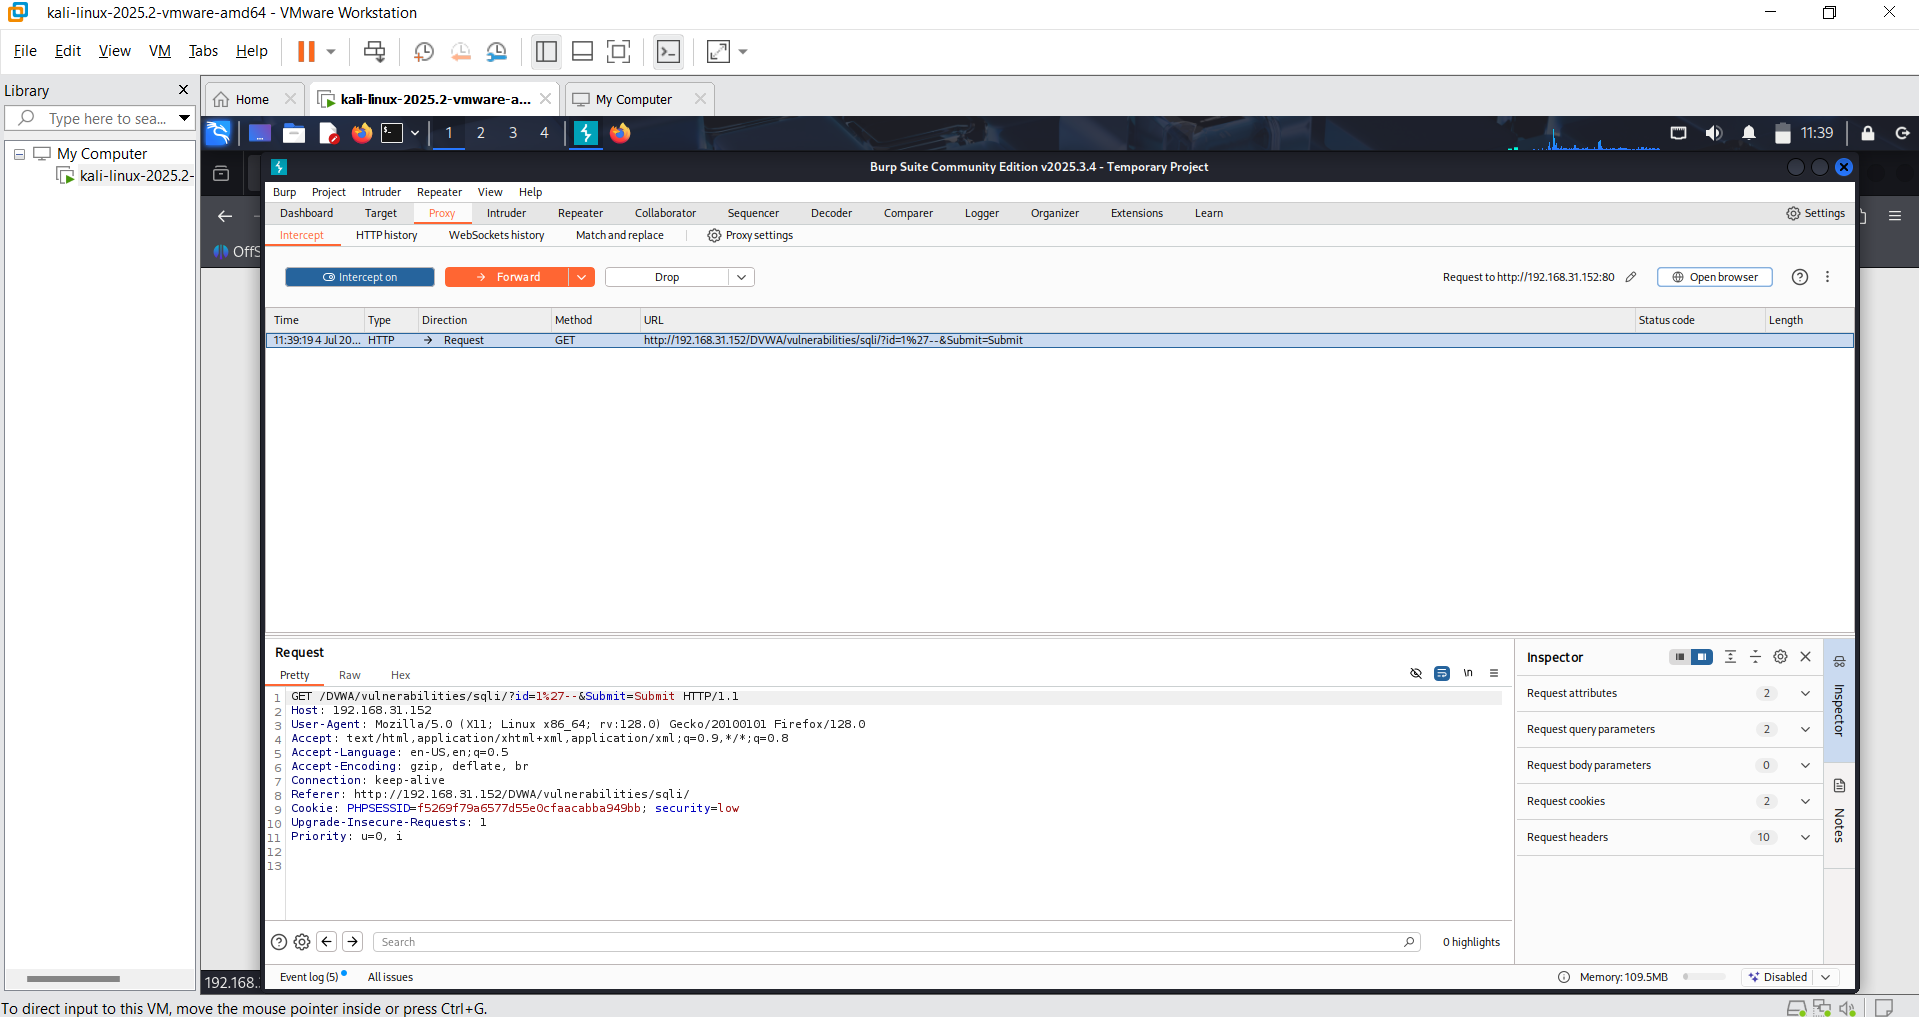 kali-linux-2025.2-vmware-amd64 - VMware Workstation
File Edit View VM Tabs Help
Library
Type here to sea...
My Computer
kali-linux-2025.2-
Home
kali-linux-2025.2-vmware-a...
My Computer
1 2 3 4
11:39
Burp Suite Community Edition v2025.3.4 - Temporary Project
Burp Project Intruder Repeater View Help
Dashboard Target Proxy Intruder Repeater Collaborator Sequencer Decoder Comparer Logger Organizer Extensions Learn Settings
Intercept HTTP history WebSockets history Match and replace Proxy settings
OffS
Intercept on Forward Drop Request to http://192.168.31.152:80 Open browser
Time Type Direction Method URL Status code Length
11:39:19 4 Jul 20... HTTP → Request GET http://192.168.31.152/DVWA/vulnerabilities/sqli/?id=1%27--&Submit=Submit
Request
Pretty Raw Hex
\n
1 GET /DVWA/vulnerabilities/sqli/?id=1%27--&Submit=Submit HTTP/1.1
2 Host: 192.168.31.152
3 User-Agent: Mozilla/5.0 (X11; Linux x86_64; rv:128.0) Gecko/20100101 Firefox/128.0
4 Accept: text/html,application/xhtml+xml,application/xml;q=0.9,*/*;q=0.8
5 Accept-Language: en-US,en;q=0.5
6 Accept-Encoding: gzip, deflate, br
7 Connection: keep-alive
8 Referer: http://192.168.31.152/DVWA/vulnerabilities/sqli/
9 Cookie: PHPSESSID=f5269f79a6577d55e0cfaacabba949bb; security=low
10 Upgrade-Insecure-Requests: 1
11 Priority: u=0, i
12
13
Inspector
Request attributes 2
Request query parameters 2
Request body parameters 0
Request cookies 2
Request headers 10
Inspector
Notes
Search
0 highlights
Event log (5) All issues
Memory: 109.5MB
Disabled
192.168.
To direct input to this VM, move the mouse pointer inside or press Ctrl+G.